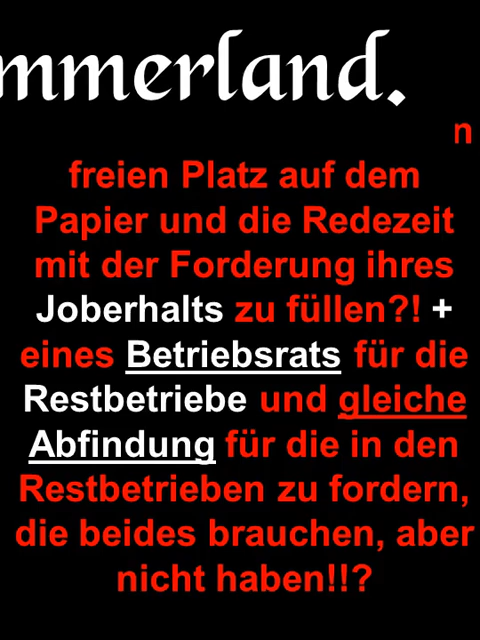 mmerland.
n
freien Platz auf dem
Papier und die Redezeit
mit der Forderung ihres
Joberhalts zu füllen?! +
eines Betriebsrats für die
Restbetriebe und gleiche
Abfindung für die in den
Restbetrieben zu fordern,
die beides brauchen, aber
nicht haben!!?